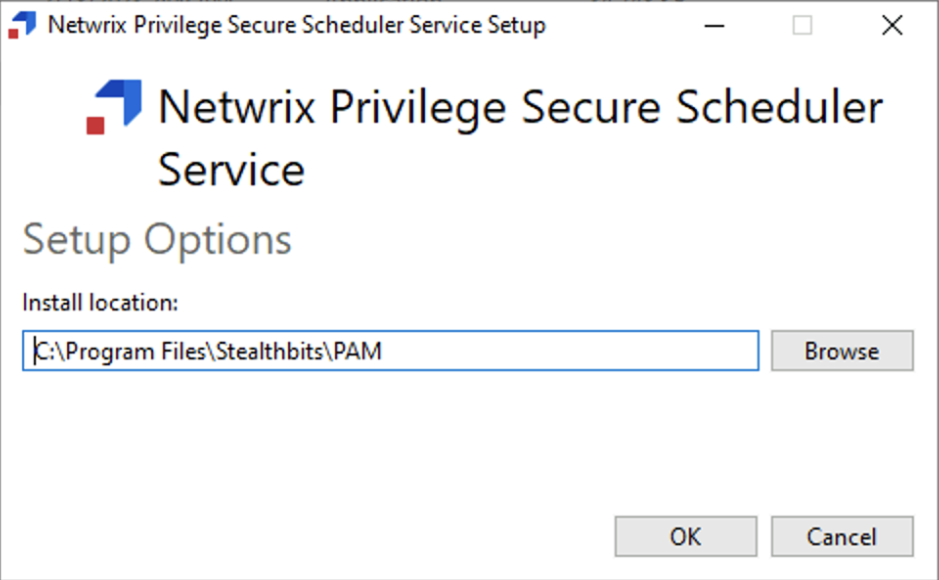 Netwrix Privilege Secure Scheduler Service Setup
Netwrix Privilege Secure Scheduler
Service
Setup Options
Install location:
C:\Program Files\Stealthbits\PAM
Browse
OK
Cancel